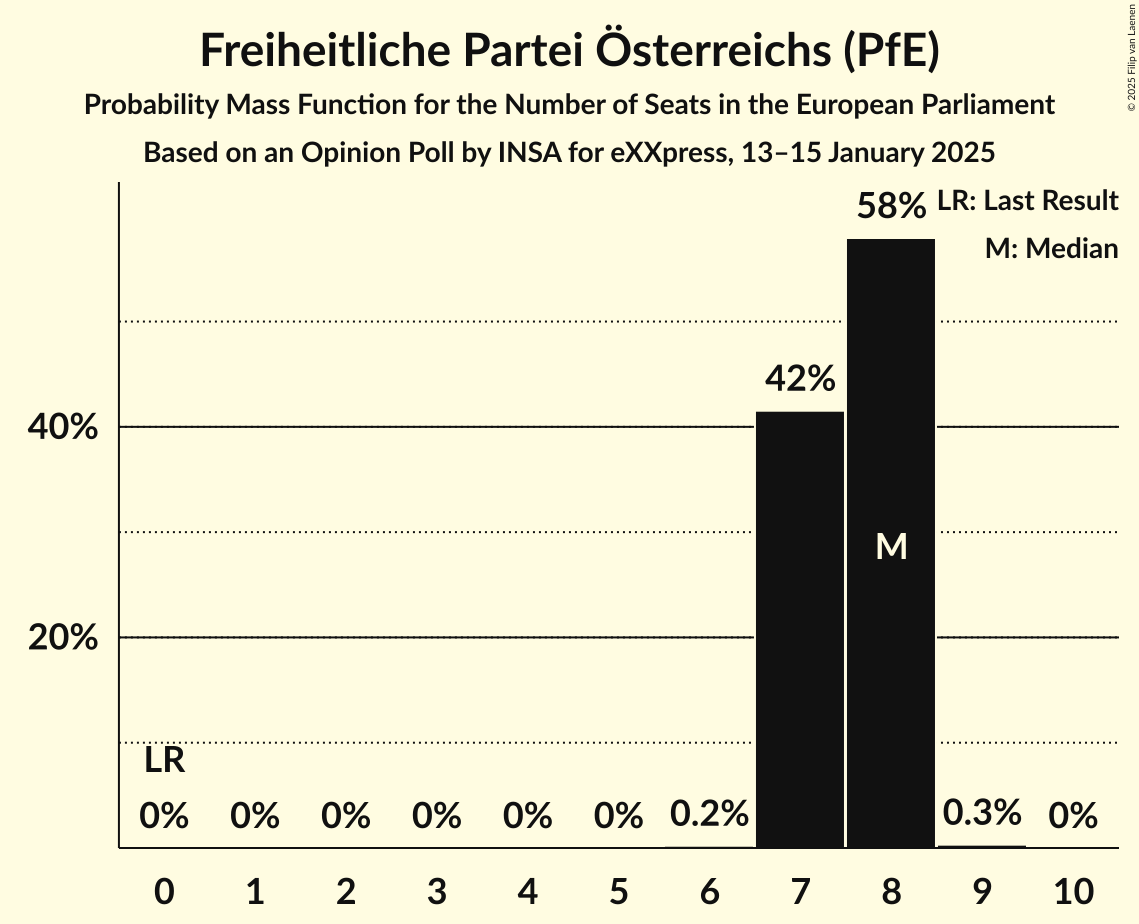 Freiheitliche Partei Österreichs (PfE)
Probability Mass Function for the Number of Seats in the European Parliament
Based on an Opinion Poll by INSA for eXXpress, 13–15 January 2025
© 2025 Filip van Laenen
LR: Last Result
M: Median
58%
42%
40%
M
20%
LR
0% 0% 0% 0% 0% 0% 0.2% 0.3% 0%
0 1 2 3 4 5 6 7 8 9 10